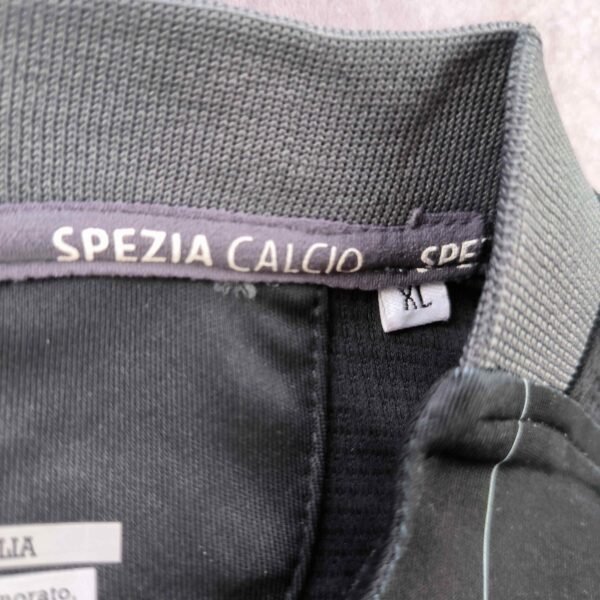 SPEZIA CALCIO SPE
XL
LIA
norato,